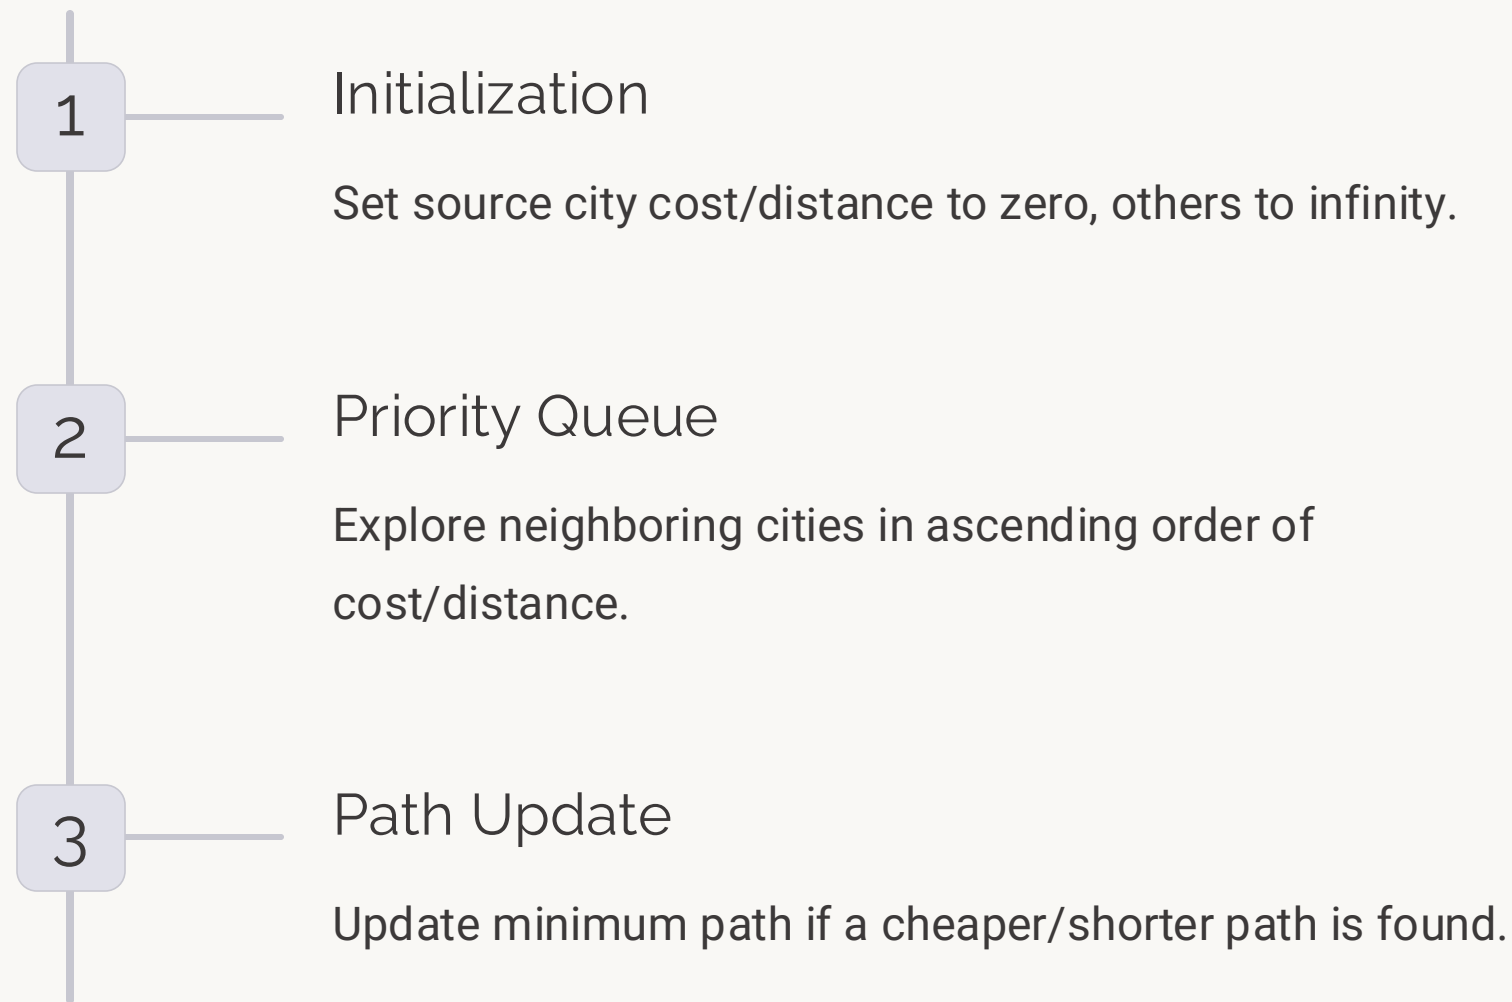 1
Initialization
Set source city cost/distance to zero, others to infinity.
2
Priority Queue
Explore neighboring cities in ascending order of
cost/distance.
3
Path Update
Update minimum path if a cheaper/shorter path is found.